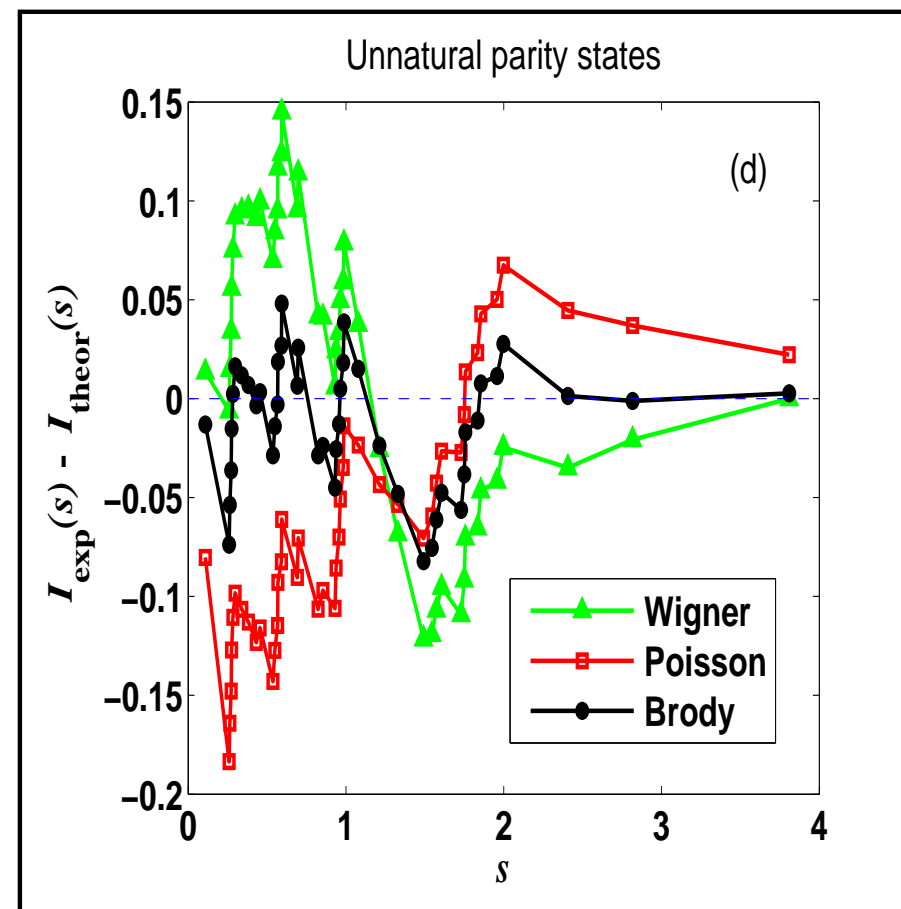 Unnatural parity states
(d)
I_exp(s) - I_theor(s)
0.15
0.1
0.05
0
−0.05
−0.1
−0.15
−0.2
0 1 2 3 4
s
Wigner
Poisson
Brody